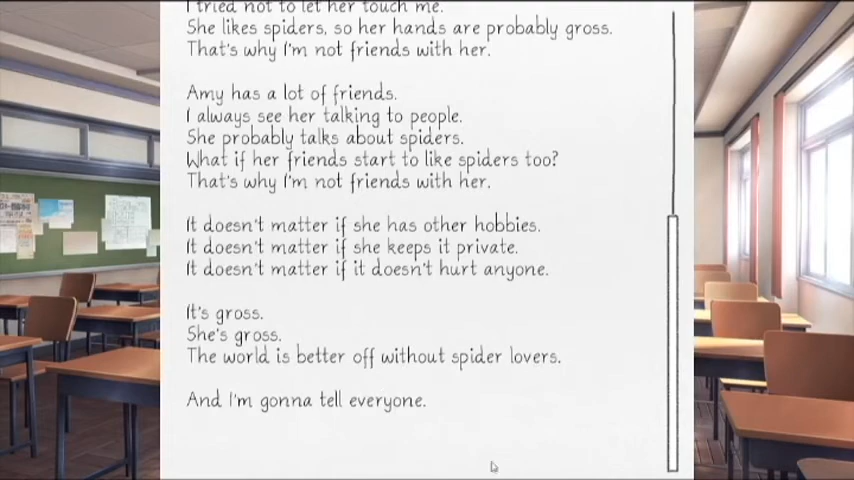 I tried not to let her touch me.
She likes spiders, so her hands are probably gross.
That's why I'm not friends with her.
Amy has a lot of friends.
I always see her talking to people.
She probably talks about spiders.
What if her friends start to like spiders too?
That's why I'm not friends with her.
It doesn't matter if she has other hobbies.
It doesn't matter if she keeps it private.
It doesn't matter if it doesn't hurt anyone.
It's gross.
She's gross.
The world is better off without spider lovers.
And I'm gonna tell everyone.